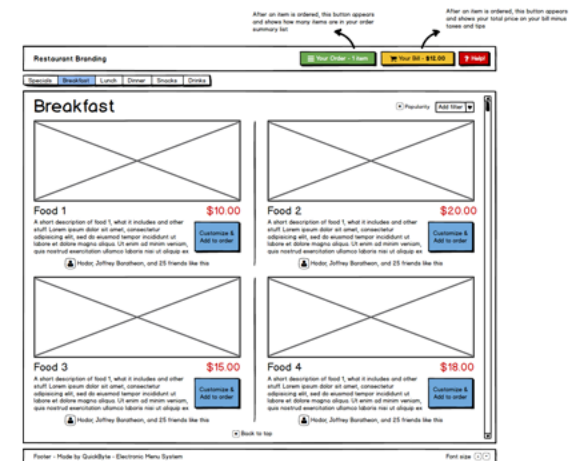 After an item is ordered, this button appears
and shows how many items are in your order
summary list
After an item is ordered, this button appears
and shows your total price on your bill minus
taxes and tips
Restaurant Branding
Your Order - 1 item
Your Bill - $12.00
? Help!
Specials Breakfast Lunch Dinner Snacks Drinks
Breakfast
Popularity
Add filter
Food 1 $10.00
A short description of food 1, what it includes and other
stuff. Lorem ipsum dolor sit amet, consectetur
adipisicing elit, sed do eiusmod tempor incididunt ut
labore et dolore magna aliqua. Ut enim ad minim veniam,
quis nostrud exercitation ullamco laboris nisi ut aliquip ex
Customize &
Add to order
Hodor, Joffrey Baratheon, and 25 friends like this
Food 2 $20.00
A short description of food 1, what it includes and other
stuff. Lorem ipsum dolor sit amet, consectetur
adipisicing elit, sed do eiusmod tempor incididunt ut
labore et dolore magna aliqua. Ut enim ad minim veniam,
quis nostrud exercitation ullamco laboris nisi ut aliquip ex
Customize &
Add to order
Hodor, Joffrey Baratheon, and 25 friends like this
Food 3 $15.00
A short description of food 1, what it includes and other
stuff. Lorem ipsum dolor sit amet, consectetur
adipisicing elit, sed do eiusmod tempor incididunt ut
labore et dolore magna aliqua. Ut enim ad minim veniam,
quis nostrud exercitation ullamco laboris nisi ut aliquip ex
Customize &
Add to order
Hodor, Joffrey Baratheon, and 25 friends like this
Food 4 $18.00
A short description of food 1, what it includes and other
stuff. Lorem ipsum dolor sit amet, consectetur
adipisicing elit, sed do eiusmod tempor incididunt ut
labore et dolore magna aliqua. Ut enim ad minim veniam,
quis nostrud exercitation ullamco laboris nisi ut aliquip ex
Customize &
Add to order
Hodor, Joffrey Baratheon, and 25 friends like this
Back to top
Footer - Made by QuickByte - Electronic Menu System
Font size